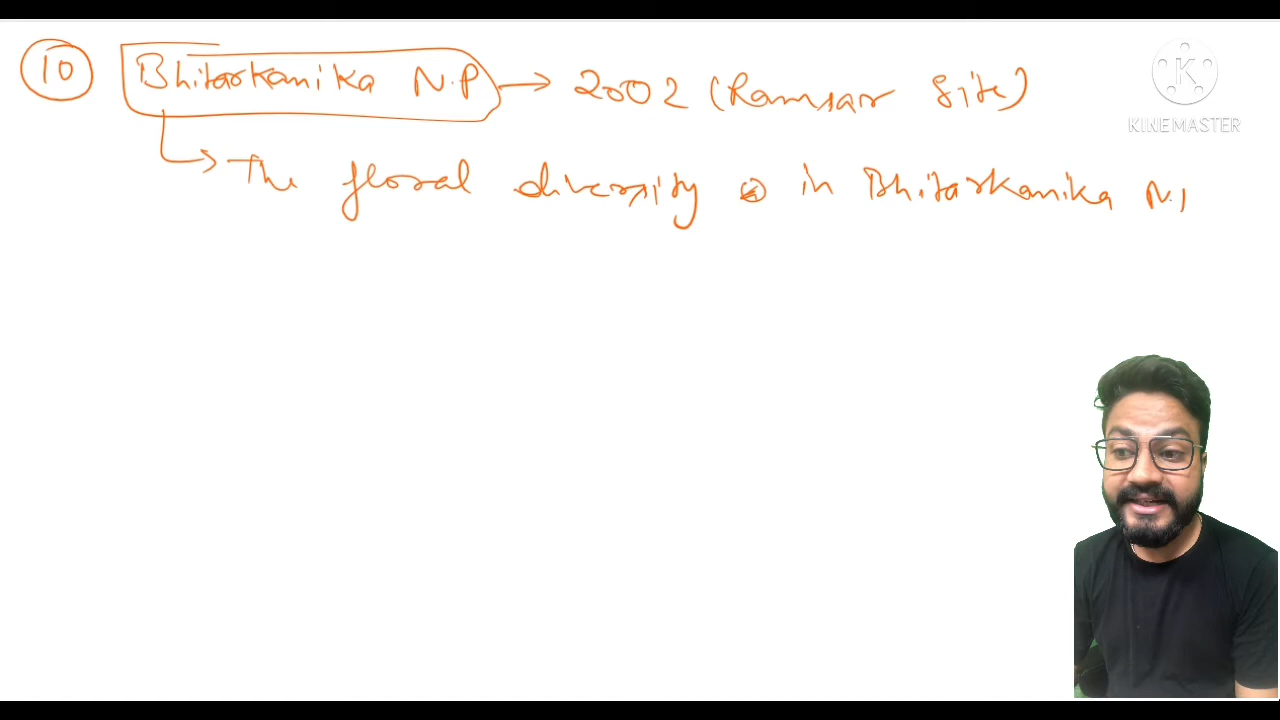 10 Bhitarkanika N.P → 2002 (Ramsar Site)
KINEMASTER
→ The floral diversity in Bhitarkanika N.